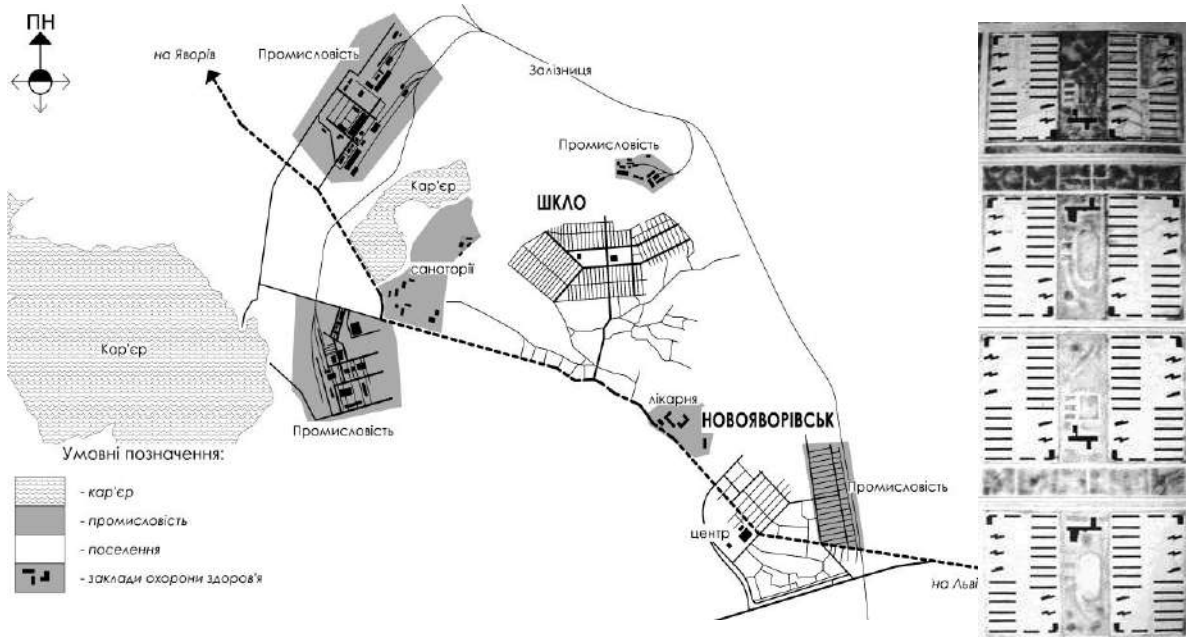 ПН
на Яворів
Промисловість
Залізниця
Промисловість
Кар'єр
ШКЛО
санаторії
Кар'єр
Промисловість
лікарня
НОВОЯВОРІВСЬК
Промисловість
центр
на Льві
Умовні позначення:
- кар'єр
- промисловість
- поселення
- заклади охорони здоров'я